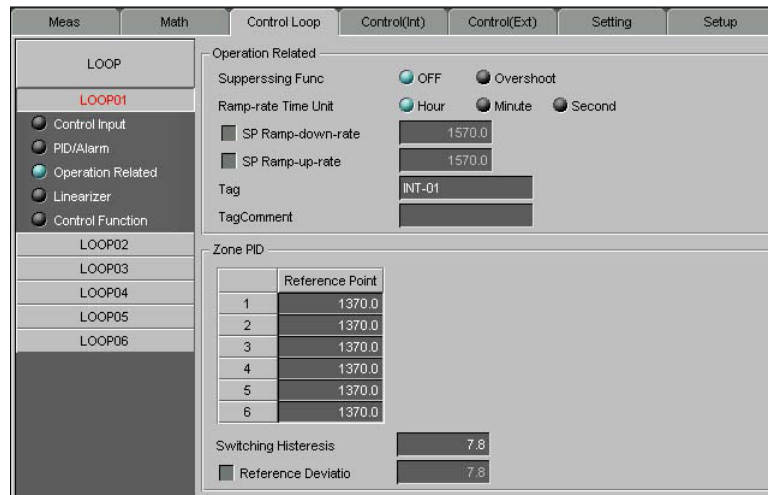 Meas Math Control Loop Control(Int) Control(Ext) Setting Setup
LOOP
LOOP01
Control Input
PID/Alarm
Operation Related
Linearizer
Control Function
LOOP02
LOOP03
LOOP04
LOOP05
LOOP06
Operation Related
Superssing Func OFF Overshoot
Ramp-rate Time Unit Hour Minute Second
SP Ramp-down-rate 1570.0
SP Ramp-up-rate 1570.0
Tag INT-01
TagComment
Zone PID
Reference Point
1 1370.0
2 1370.0
3 1370.0
4 1370.0
5 1370.0
6 1370.0
Switching Histeresis 7.8
Reference Deviatio 7.8